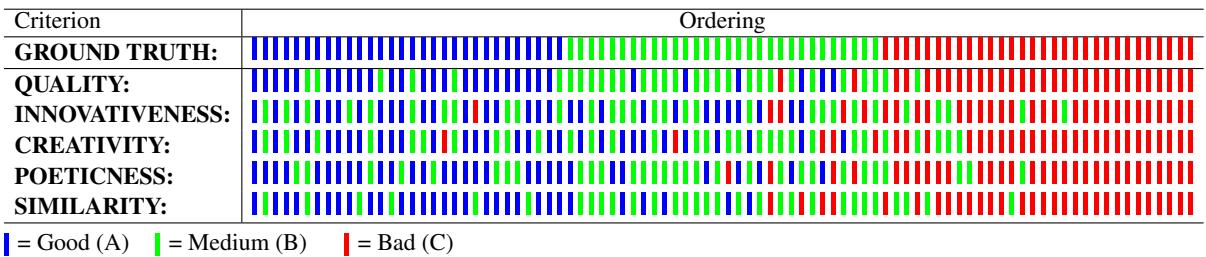 Criterion Ordering
GROUND TRUTH:
QUALITY:
INNOVATIVENESS:
CREATIVITY:
POETICNESS:
SIMILARITY:
= Good (A) = Medium (B) = Bad (C)